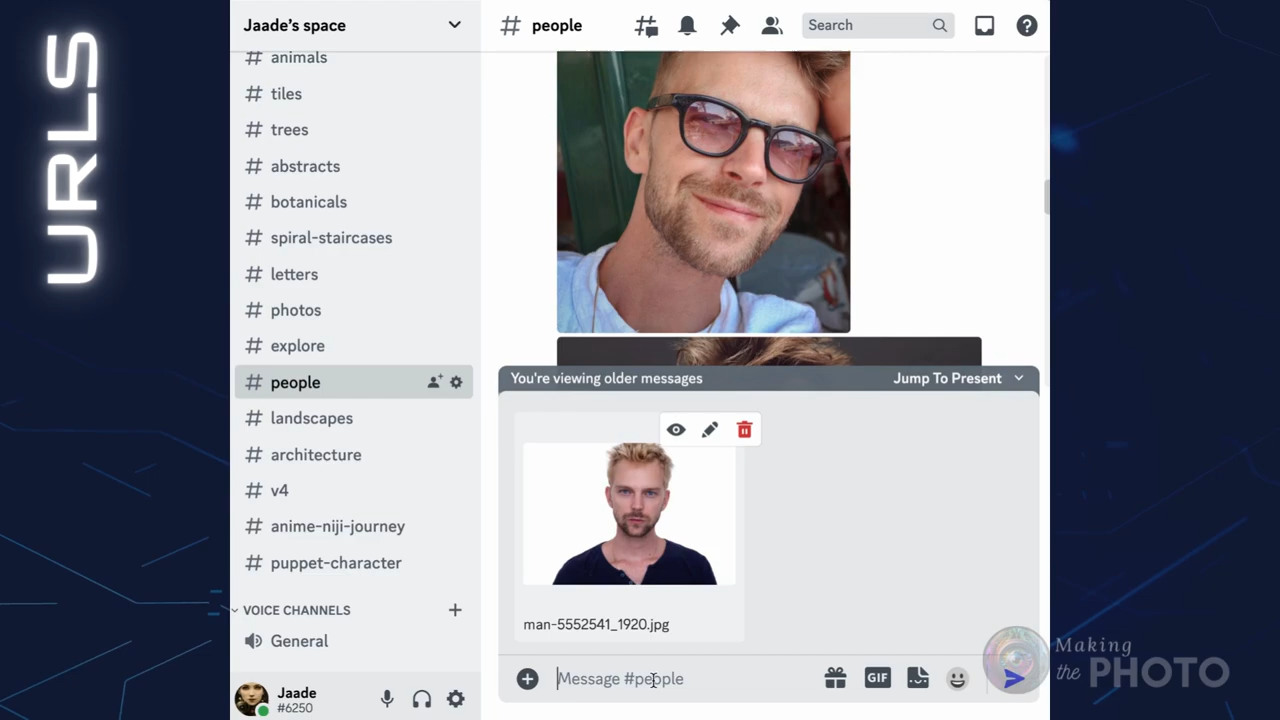 URLS
Jaade's space
# people
Search
# animals
# tiles
# trees
# abstracts
# botanicals
# spiral-staircases
# letters
# photos
# explore
# people
# landscapes
# architecture
# v4
# anime-niji-journey
# puppet-character
VOICE CHANNELS
General
Jaade
#6250
You're viewing older messages
Jump To Present
man-5552541_1920.jpg
Message #people
GIF
Making
the PHOTO